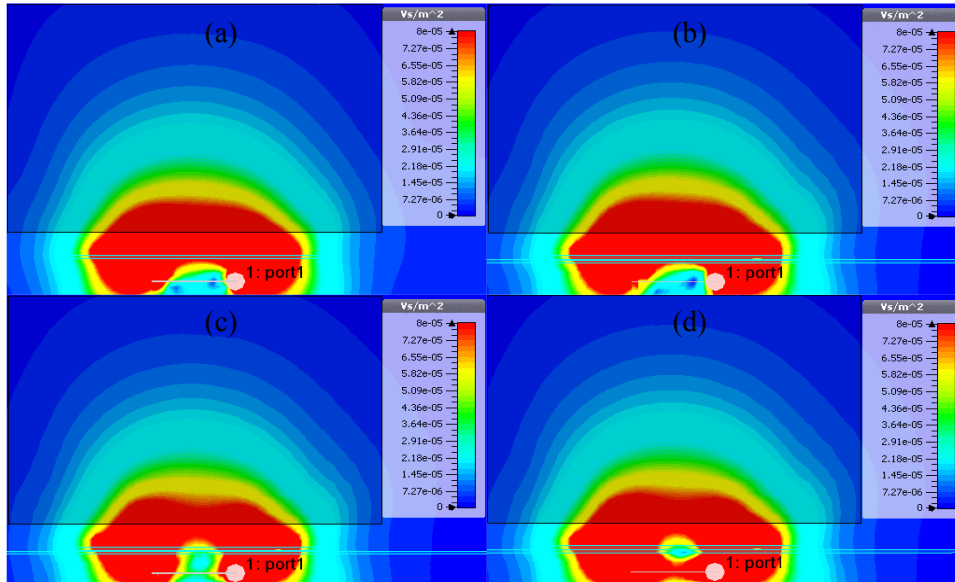 (a)
Vs/m^2
8e-05
7.27e-05
6.55e-05
5.82e-05
5.09e-05
4.36e-05
3.64e-05
2.91e-05
2.18e-05
1.45e-05
7.27e-06
0
1: port1
(b)
Vs/m^2
8e-05
7.27e-05
6.55e-05
5.82e-05
5.09e-05
4.36e-05
3.64e-05
2.91e-05
2.18e-05
1.45e-05
7.27e-06
0
1: port1
(c)
Vs/m^2
8e-05
7.27e-05
6.55e-05
5.82e-05
5.09e-05
4.36e-05
3.64e-05
2.91e-05
2.18e-05
1.45e-05
7.27e-06
0
1: port1
(d)
Vs/m^2
8e-05
7.27e-05
6.55e-05
5.82e-05
5.09e-05
4.36e-05
3.64e-05
2.91e-05
2.18e-05
1.45e-05
7.27e-06
0
1: port1